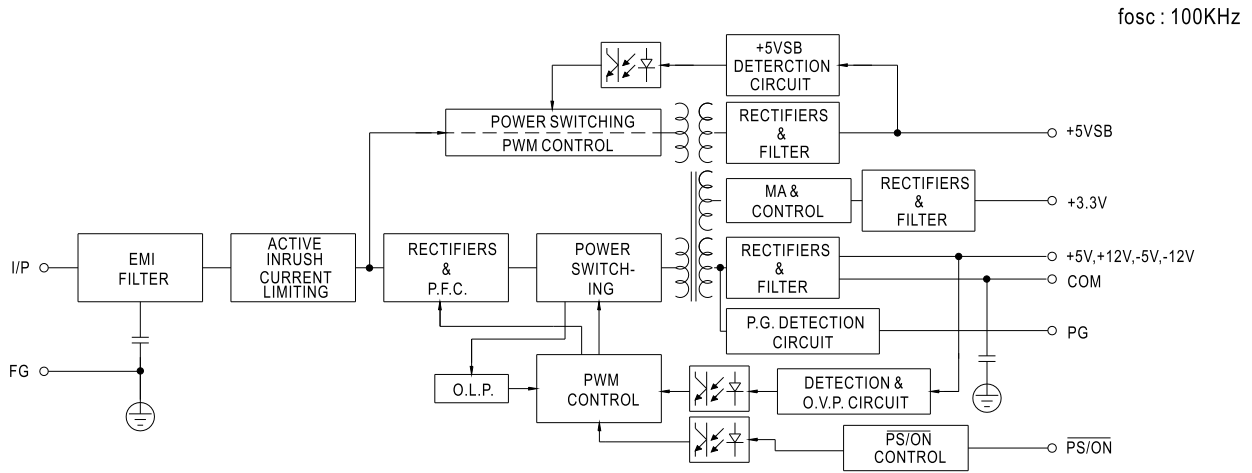 fosc : 100KHz
+5VSB
DETERCTION
CIRCUIT
POWER SWITCHING
PWM CONTROL
RECTIFIERS
&
FILTER
+5VSB
MA &
CONTROL
RECTIFIERS
&
FILTER
+3.3V
I/P
EMI
FILTER
ACTIVE
INRUSH
CURRENT
LIMITING
RECTIFIERS
&
P.F.C.
POWER
SWITCH-
ING
RECTIFIERS
&
FILTER
+5V,+12V,-5V,-12V
COM
P.G. DETECTION
CIRCUIT
PG
FG
O.L.P.
PWM
CONTROL
DETECTION &
O.V.P. CIRCUIT
PS/ON
CONTROL
PS/ON